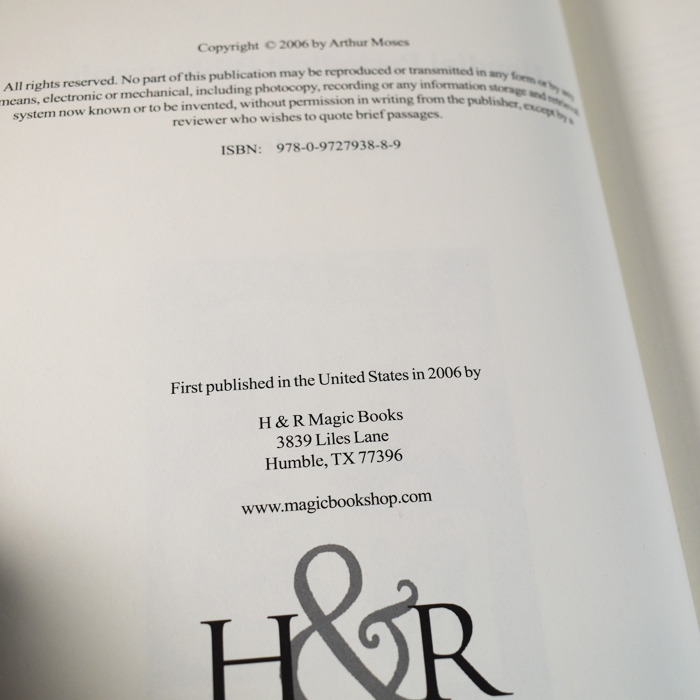 Copyright © 2006 by Arthur Moses
All rights reserved. No part of this publication may be reproduced or transmitted in any form or by any
means, electronic or mechanical, including photocopy, recording or any information storage and retrieval
system now known or to be invented, without permission in writing from the publisher, except by a
reviewer who wishes to quote brief passages.
ISBN: 978-0-9727938-8-9
First published in the United States in 2006 by
H & R Magic Books
3839 Liles Lane
Humble, TX 77396
www.magicbookshop.com
H&R